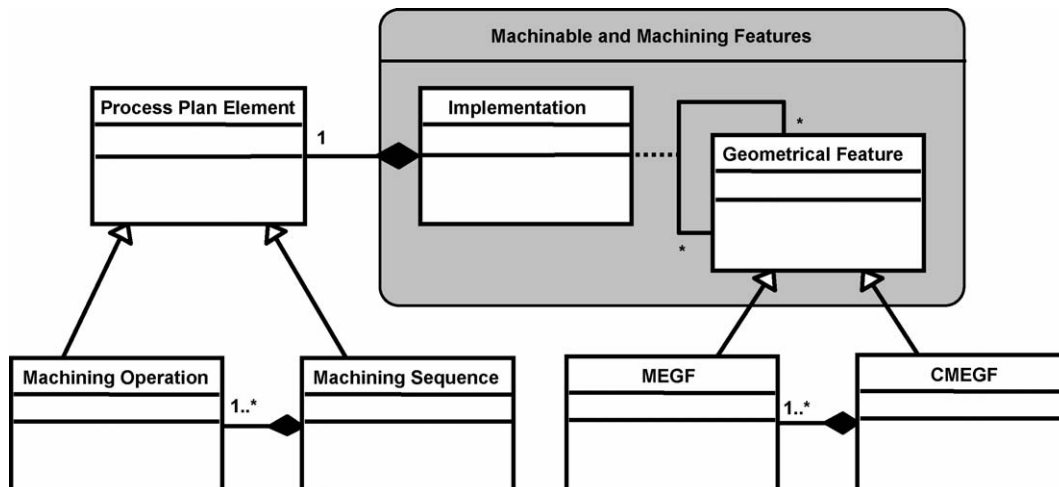 Machinable and Machining Features
Process Plan Element
Implementation
1
*
Geometrical Feature
*
Machining Operation
Machining Sequence
MEGF
CMEGF
1..*
1..*